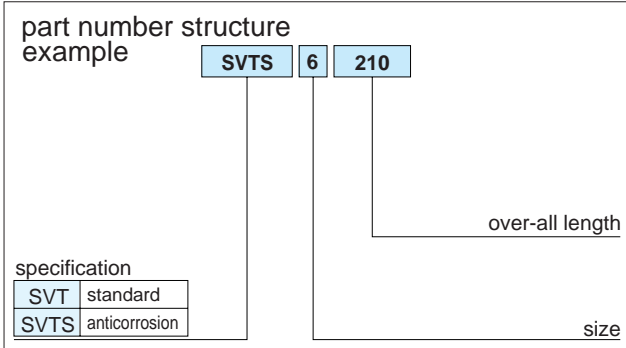 part number structure
example
SVTS 6 210
over-all length
specification
SVT standard
SVTS anticorrosion
size